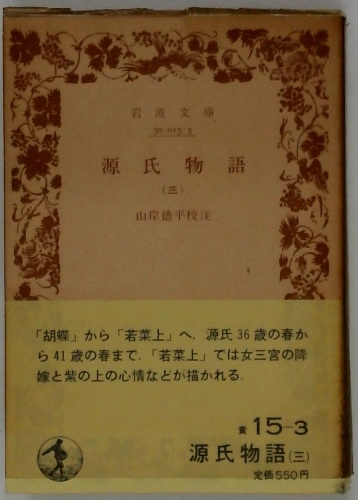 岩波文庫
30-015-3
源氏物語
(三)
山岸徳平校注
「胡蝶」から「若菜上」へ．源氏36歳の春か
ら41歳の春まで．「若菜上」では女三宮の降
嫁と紫の上の心情などが描かれる．
黄15-3
源氏物語(三)
定価550円